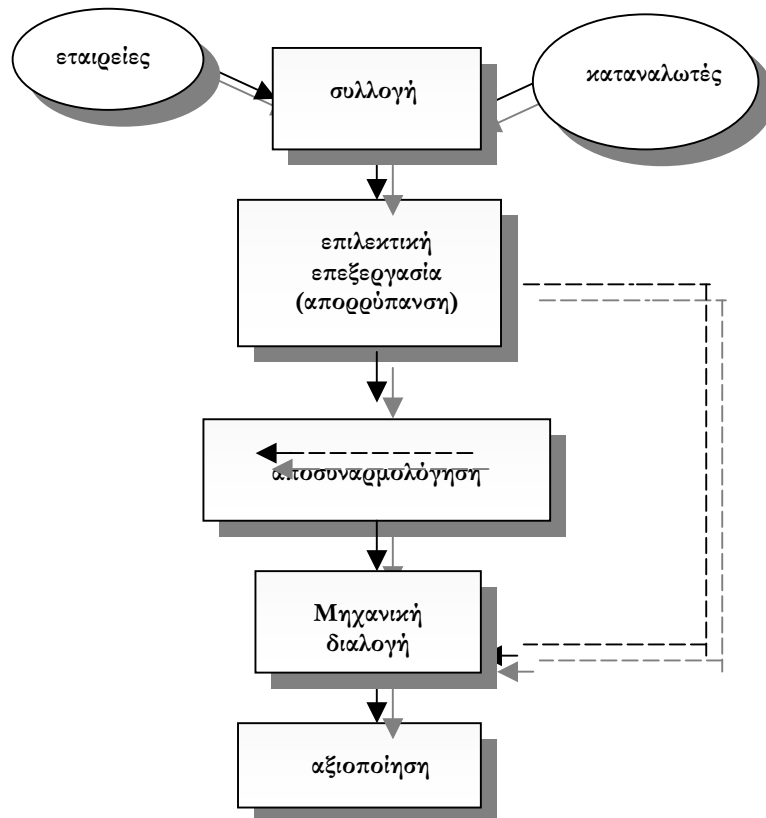 εταιρείες
συλλογή
καταναλωτές
επιλεκτική
επεξεργασία
(απορρύπανση)
αποσυναρμολόγηση
Μηχανική
διαλογή
αξιοποίηση